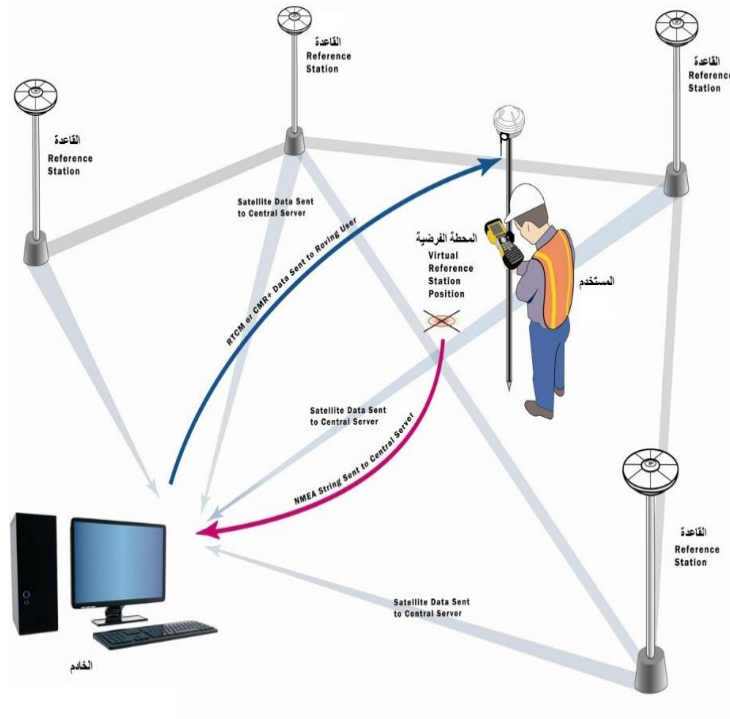 القاعدة
Reference
Station
القاعدة
Reference
Station
القاعدة
Reference
Station
Satellite Data Sent
to Central Server
RTCM or CMR+ Data Sent to Roving User
المحطة الفرضية
Virtual
Reference
Station
Position
المستخدم
Satellite Data Sent
to Central Server
NMEA String Sent to Central Server
القاعدة
Reference
Station
Satellite Data Sent
to Central Server
الخادم